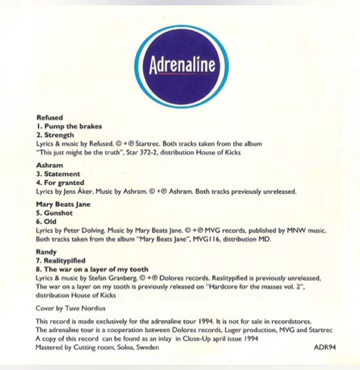 Adrenaline
Refused
1. Pump the brakes
2. Strength
Lyrics & music by Refused. © +℗ Startrec. Both tracks taken from the album
"This just might be the truth", Star 372-2, distribution House of Kicks
Ashram
3. Statement
4. For granted
Lyrics by Jens Åker. Music by Ashram. © +℗ Ashram. Both tracks previously unreleased.
Mary Beats Jane
5. Gunshot
6. Old
Lyrics by Peter Dolving. Music by Mary Beats Jane. © +℗ MVG records, published by MNW music.
Both tracks taken from the album "Mary Beats Jane", MVG116, distribution MD.
Randy
7. Realitypified
8. The war on a layer of my tooth
Lyrics & music by Stefan Granberg. © +℗ Dolores records. Realitypified is previously unreleased,
The war on a layer on my tooth is previously released on "Hardcore for the masses vol. 2",
distribution House of Kicks
Cover by Tuve Nordius
This record is made exclusively for the adrenaline tour 1994. It is not for sale in recordstores.
The adrenaline tour is a cooperation between Dolores records, Luger production, MVG and Startrec
A copy of this record can be found as an inlay in Close-Up april issue 1994
Mastered by Cutting room, Solna, Sweden
ADR94